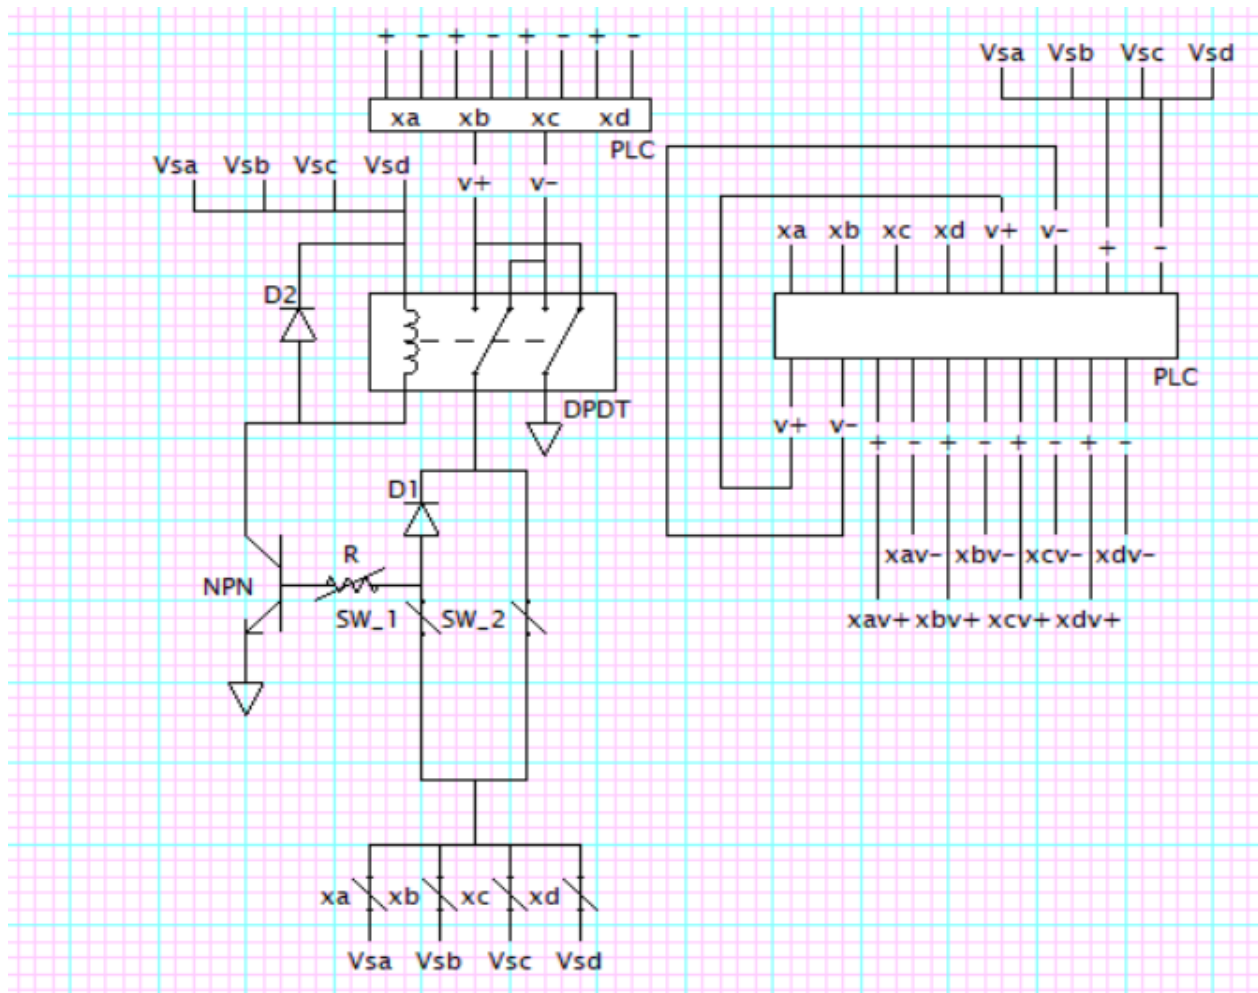 + - + - + - + -
xa xb xc xd
PLC
Vsa Vsb Vsc Vsd
v+ v-
D2
DPDT
D1
R
NPN
SW_1 SW_2
xa xb xc xd
Vsa Vsb Vsc Vsd
Vsa Vsb Vsc Vsd
xa xb xc xd v+ v- + -
PLC
v+ v- + - + - + - + -
xav- xbv- xcv- xdv-
xav+ xbv+ xcv+ xdv+